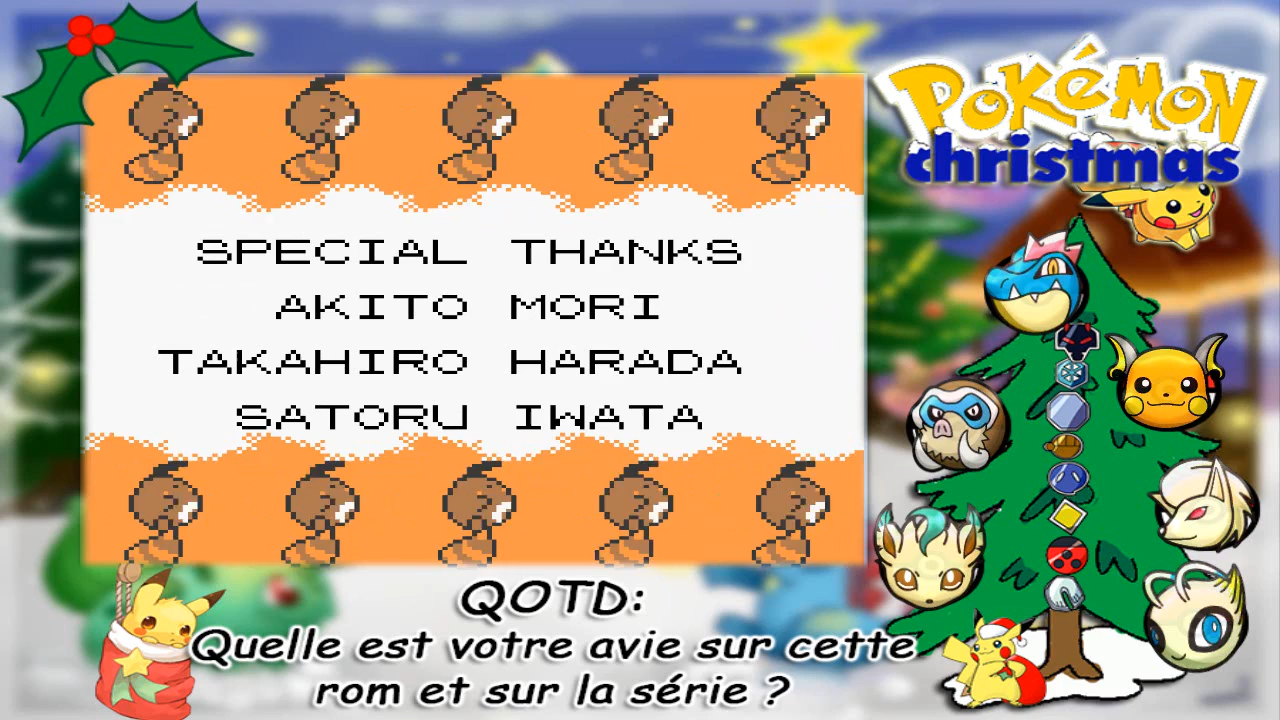 POKÉMON
christmas
SPECIAL THANKS
AKITO MORI
TAKAHIRO HARADA
SATORU IWATA
QOTD:
Quelle est votre avie sur cette
rom et sur la série ?